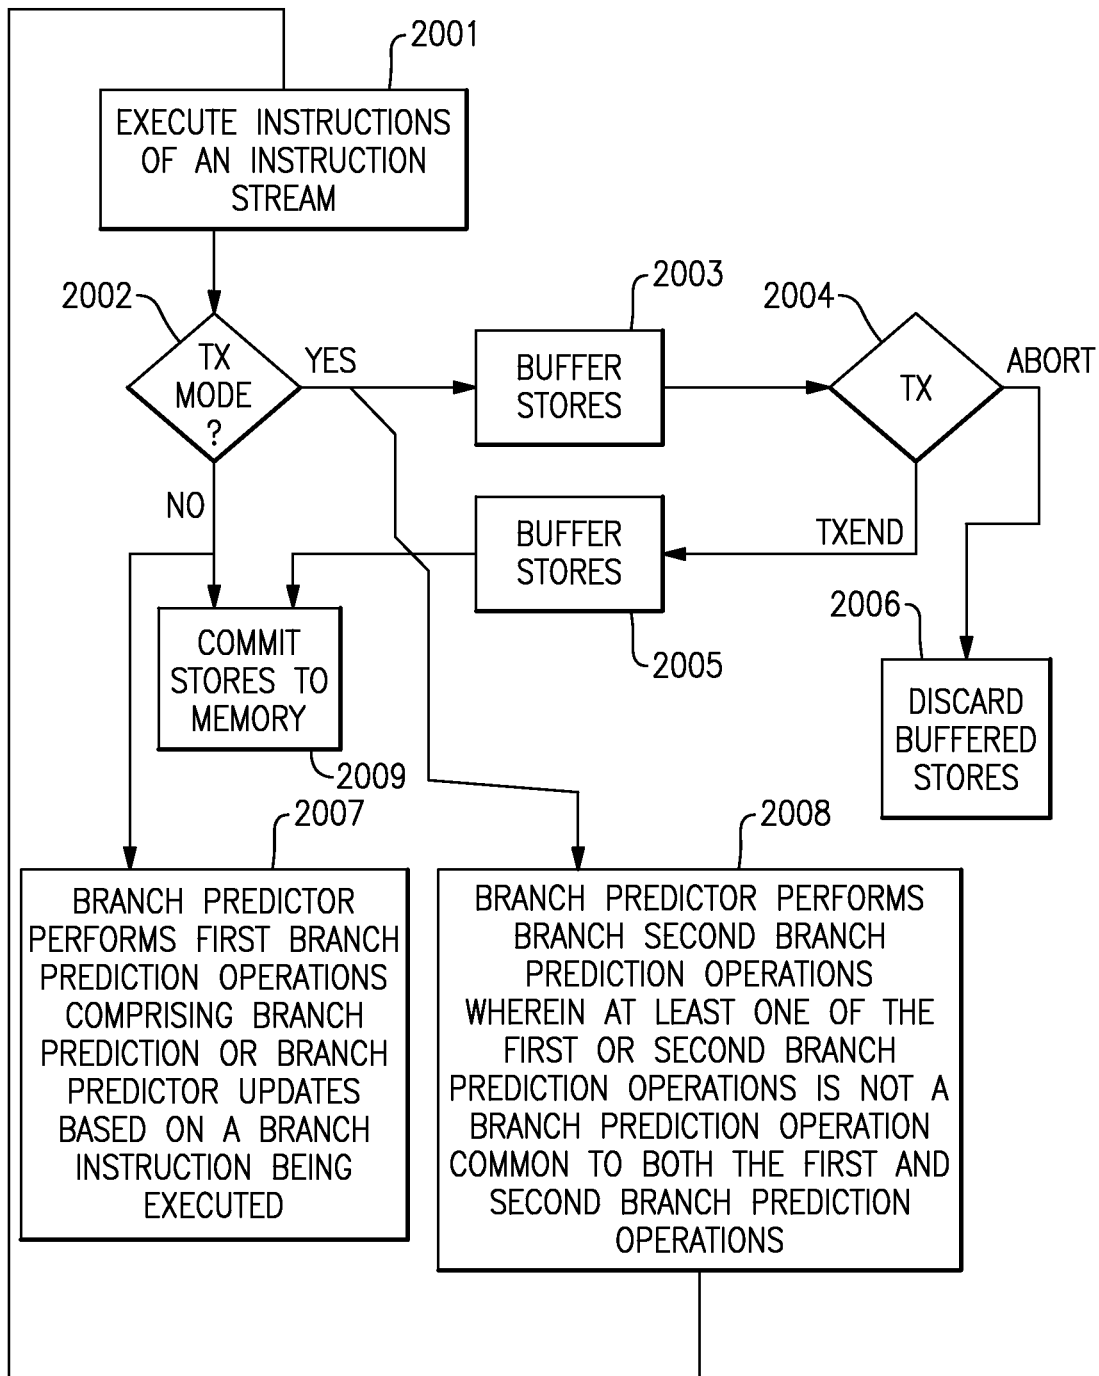 2001
EXECUTE INSTRUCTIONS
OF AN INSTRUCTION
STREAM
2002
TX
MODE
?
YES
NO
2003
BUFFER
STORES
2004
TX
ABORT
TXEND
BUFFER
STORES
2005
2006
DISCARD
BUFFERED
STORES
COMMIT
STORES TO
MEMORY
2009
2007
BRANCH PREDICTOR
PERFORMS FIRST BRANCH
PREDICTION OPERATIONS
COMPRISING BRANCH
PREDICTION OR BRANCH
PREDICTOR UPDATES
BASED ON A BRANCH
INSTRUCTION BEING
EXECUTED
2008
BRANCH PREDICTOR PERFORMS
BRANCH SECOND BRANCH
PREDICTION OPERATIONS
WHEREIN AT LEAST ONE OF THE
FIRST OR SECOND BRANCH
PREDICTION OPERATIONS IS NOT A
BRANCH PREDICTION OPERATION
COMMON TO BOTH THE FIRST AND
SECOND BRANCH PREDICTION
OPERATIONS